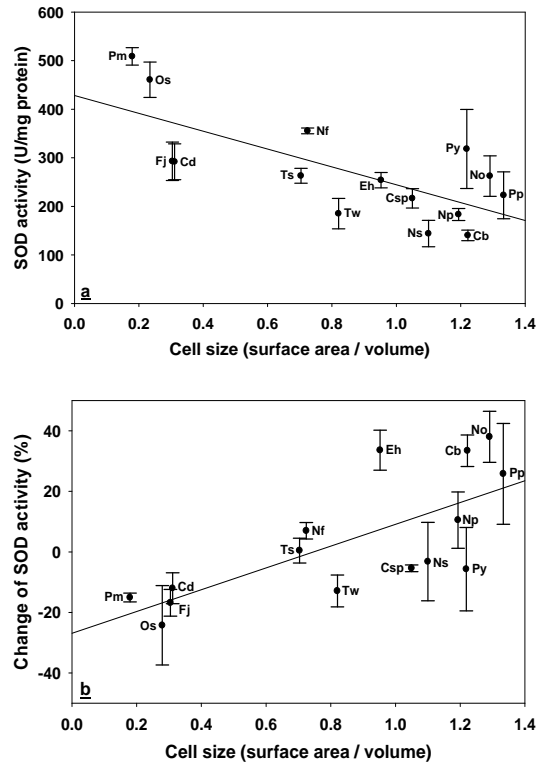 SOD activity (U/mg protein)
600
500
400
300
200
100
0
Pm
Os
Nf
Py
Fj
Cd
Ts
Eh
No
Pp
Csp
Tw
Np
Ns
Cb
a
0.0 0.2 0.4 0.6 0.8 1.0 1.2 1.4
Cell size (surface area / volume)
Change of SOD activity (%)
40
20
0
-20
-40
No
Eh
Cb
Pp
Np
Nf
Ts
Csp
Ns
Py
Cd
Pm
Tw
Fj
Os
b
0.0 0.2 0.4 0.6 0.8 1.0 1.2 1.4
Cell size (surface area / volume)